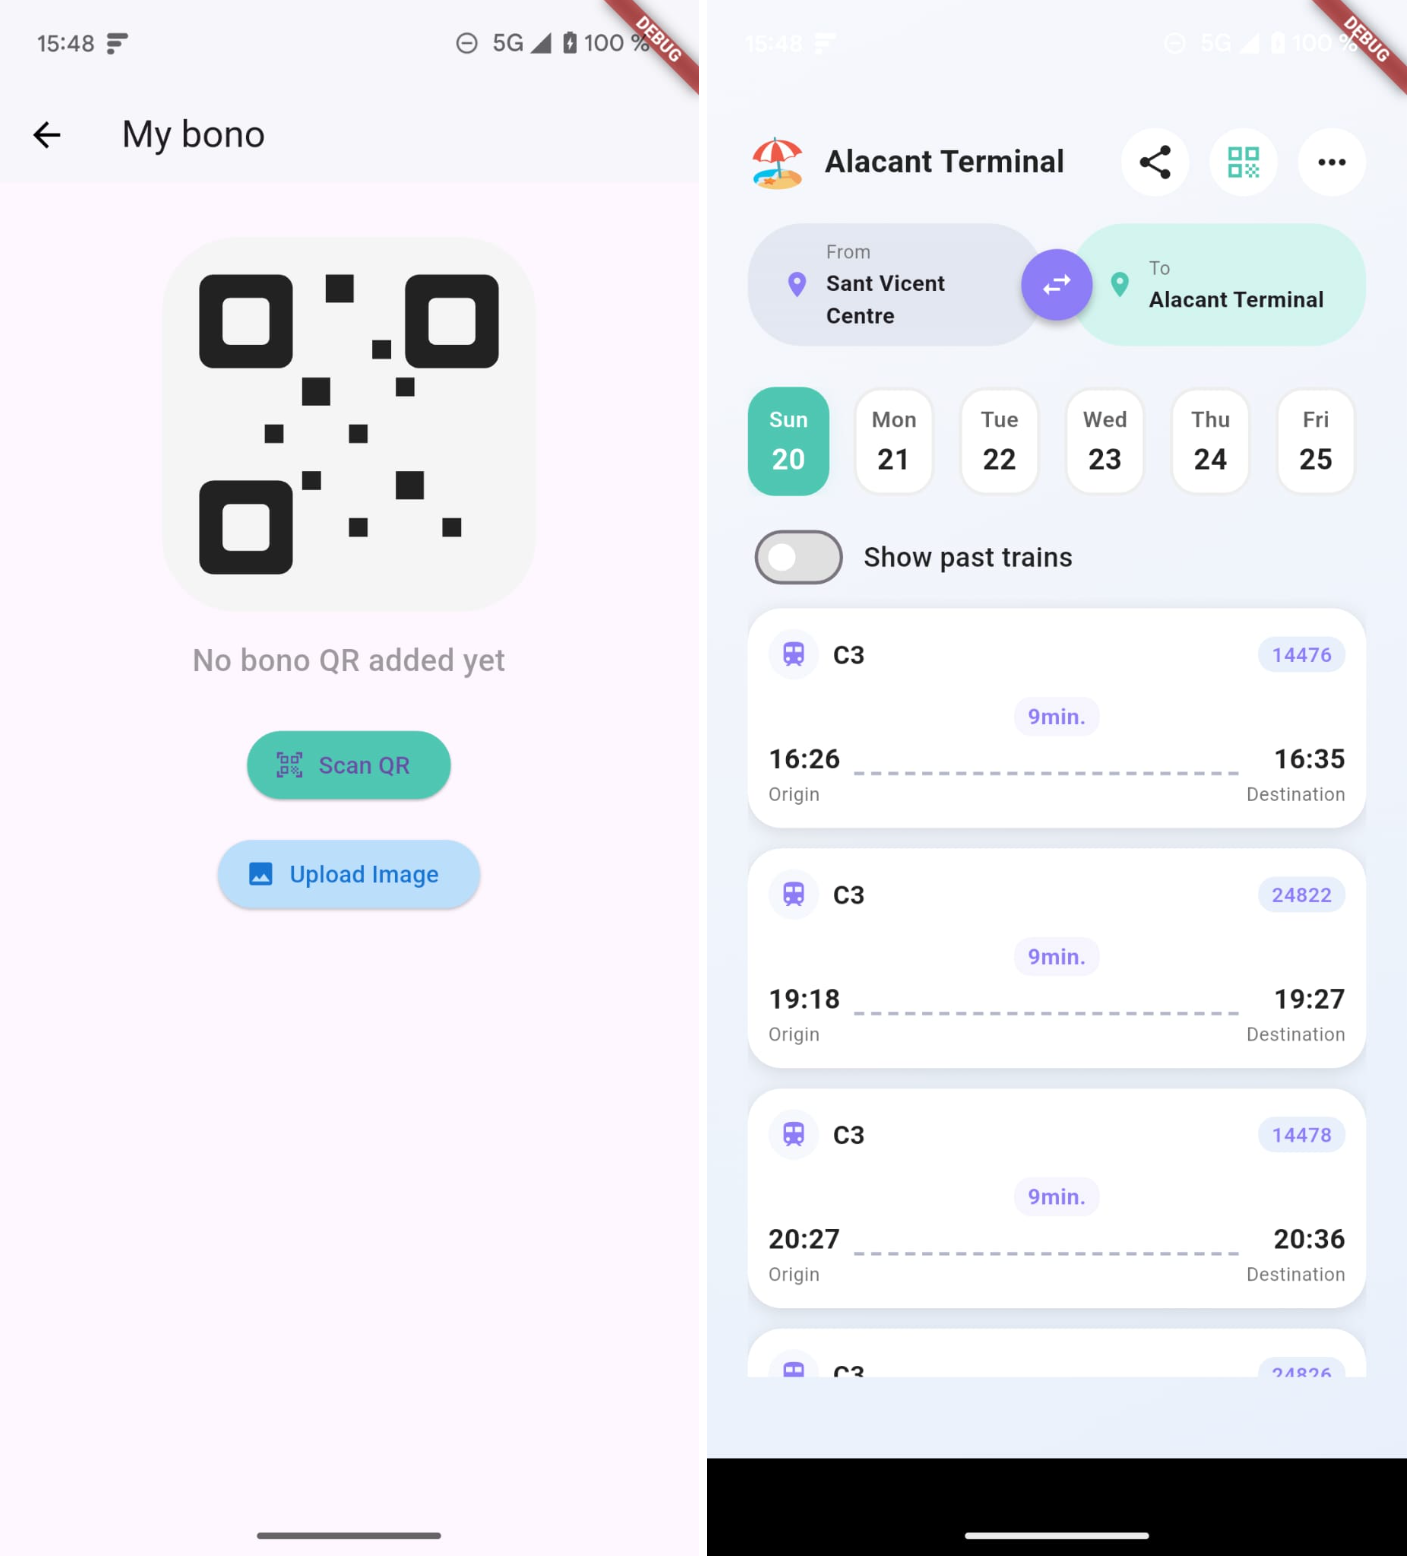 15:48
5G 100 %
DEBUG
My bono
No bono QR added yet
Scan QR
Upload Image
15:48
5G 100 %
DEBUG
Alacant Terminal
From
Sant Vicent
Centre
To
Alacant Terminal
Sun Mon Tue Wed Thu Fri
20 21 22 23 24 25
Show past trains
C3 14476
9min.
16:26 16:35
Origin Destination
C3 24822
9min.
19:18 19:27
Origin Destination
C3 14478
9min.
20:27 20:36
Origin Destination
C3 24826